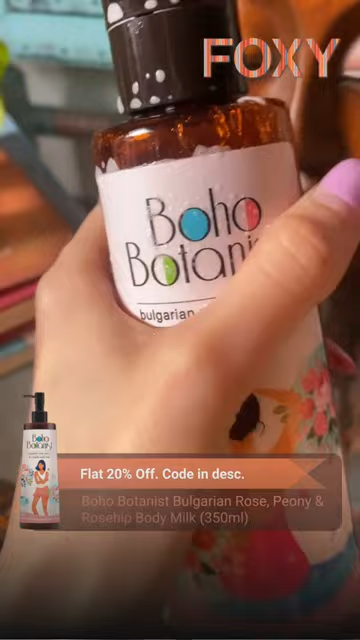 FOXY
Boho
Botani
bulgarian
Boho
Botanist
Flat 20% Off. Code in desc.
Boho Botanist Bulgarian Rose, Peony &
Rosehip Body Milk (350ml)